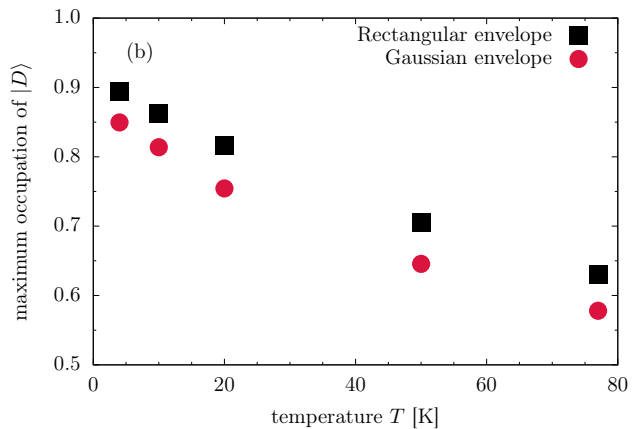 1.0
0.9
0.8
0.7
0.6
0.5
0
20
40
60
80
maximum occupation of |D⟩
temperature T [K]
(b)
Rectangular envelope
Gaussian envelope